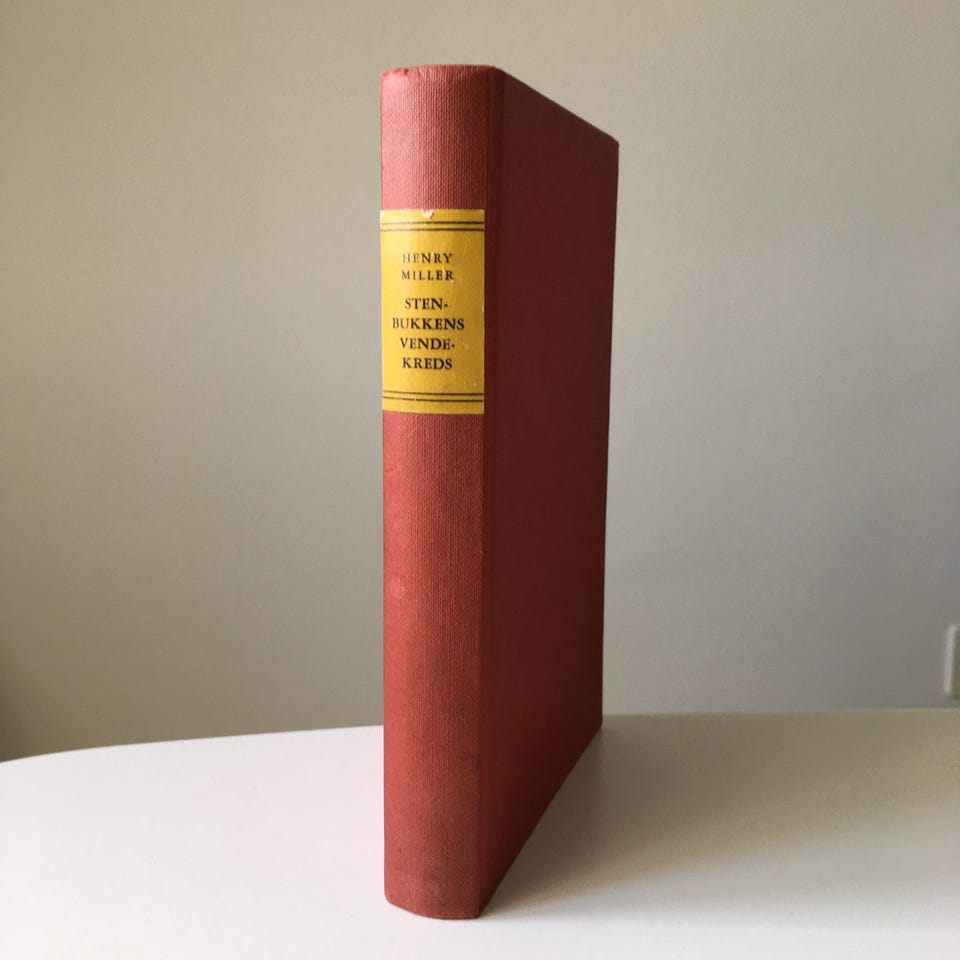 HENRY
MILLER
STEN-
BUKKENS
VENDE-
KREDS